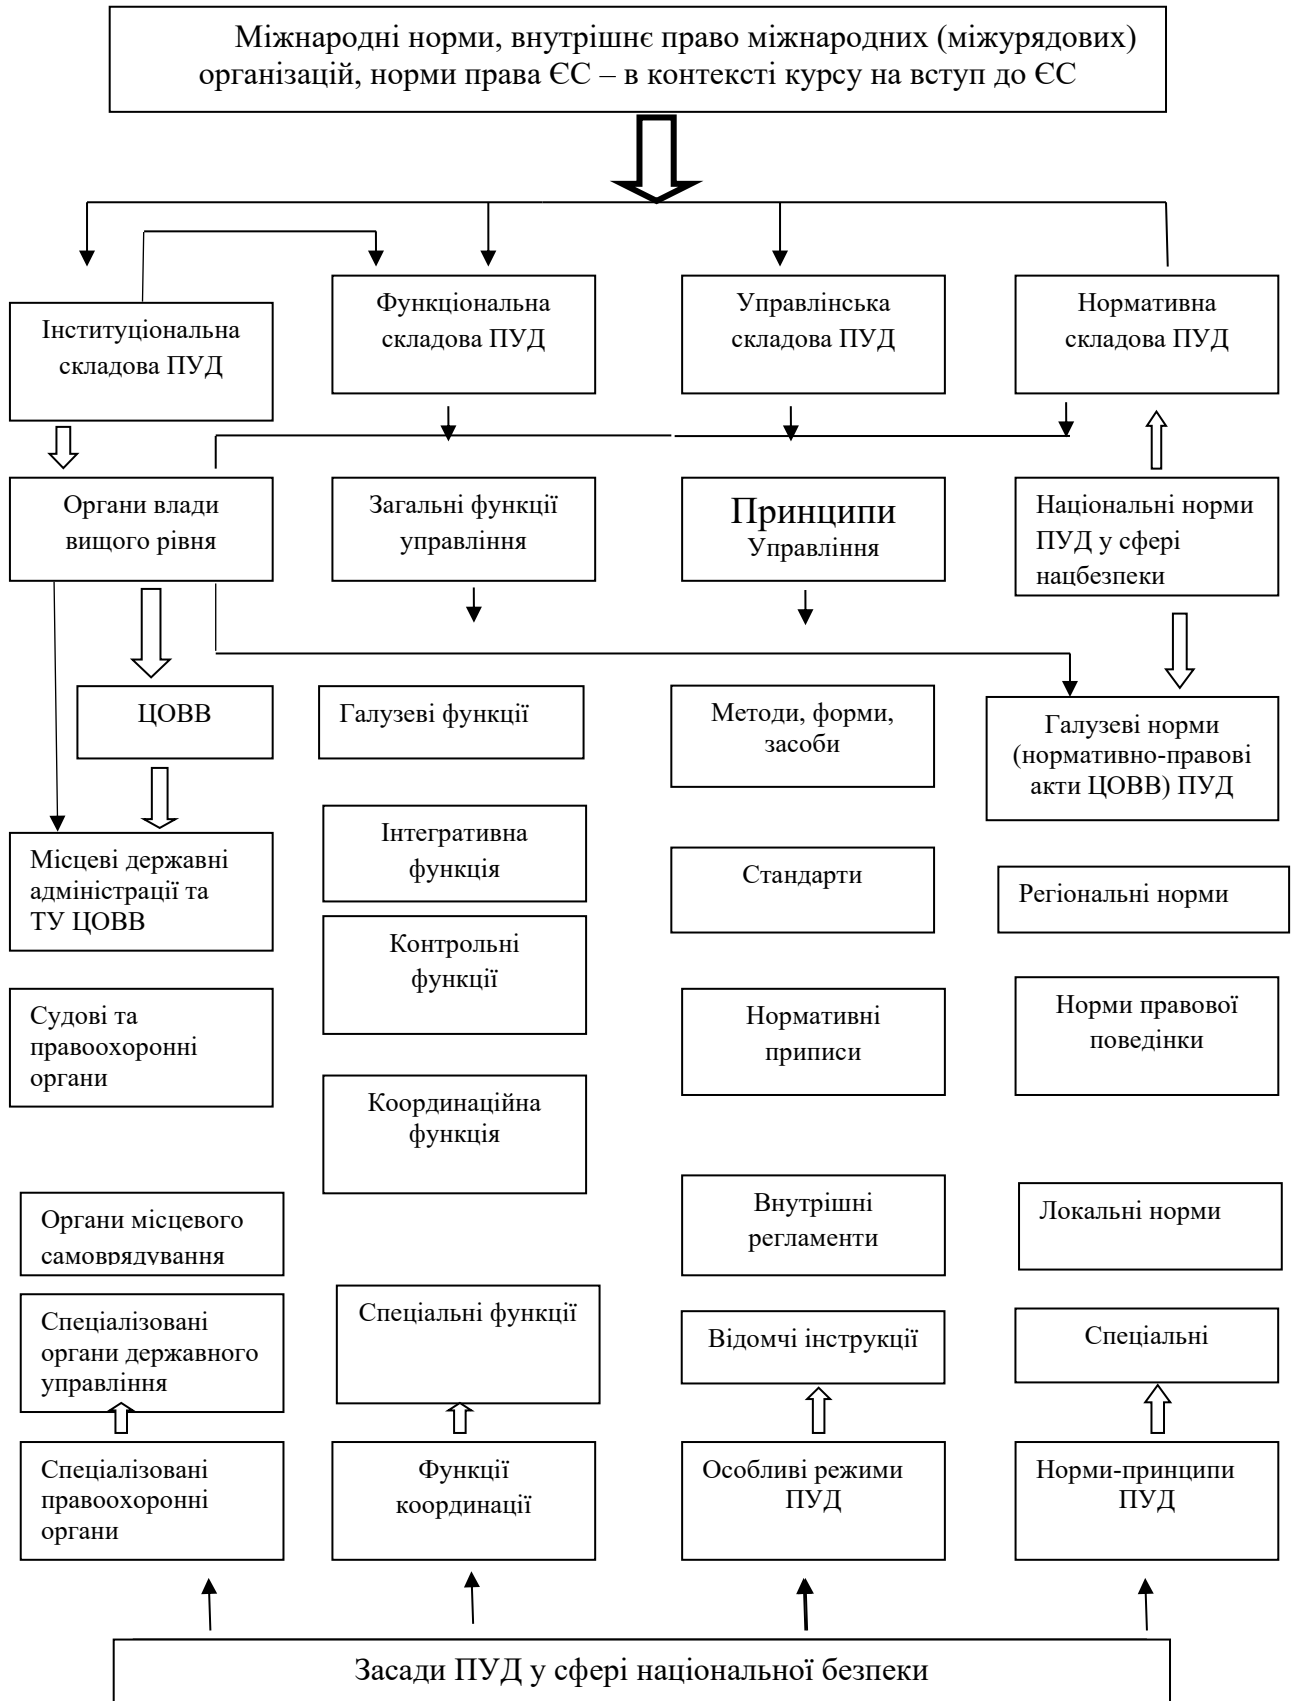 Міжнародні норми, внутрішнє право міжнародних (міжурядових)
організацій, норми права ЄС – в контексті курсу на вступ до ЄС
Інституціональна
складова ПУД
Функціональна
складова ПУД
Управлінська
складова ПУД
Нормативна
складова ПУД
Органи влади
вищого рівня
Загальні функції
управління
Принципи
Управління
Національні норми
ПУД у сфері
нацбезпеки
ЦОВВ
Галузеві функції
Методи, форми,
засоби
Галузеві норми
(нормативно-правові
акти ЦОВВ) ПУД
Місцеві державні
адміністрації та
ТУ ЦОВВ
Інтегративна
функція
Стандарти
Регіональні норми
Контрольні
функції
Судові та
правоохоронні
органи
Нормативні
приписи
Норми правової
поведінки
Координаційна
функція
Органи місцевого
самоврядування
Внутрішні
регламенти
Локальні норми
Спеціалізовані
органи державного
управління
Спеціальні функції
Відомчі інструкції
Спеціальні
Спеціалізовані
правоохоронні
органи
Функції
координації
Особливі режими
ПУД
Норми-принципи
ПУД
Засади ПУД у сфері національної безпеки